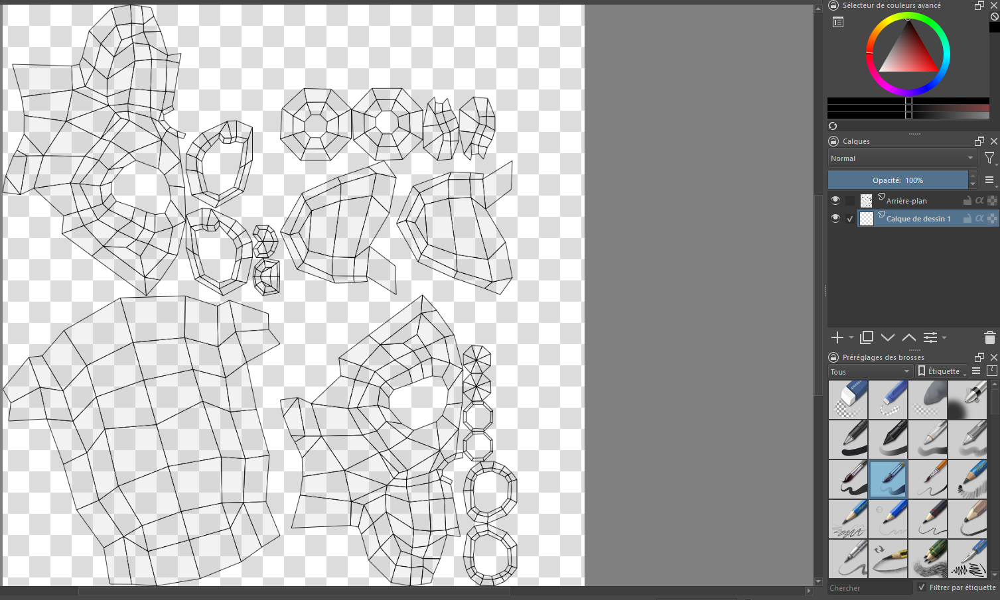 Sélecteur de couleurs avancé
Calques
Normal
Opacité: 100%
Arrière-plan
Calque de dessin 1
Préréglages des brosses
Tous
Étiquette
Chercher
Filtrer par étiquette